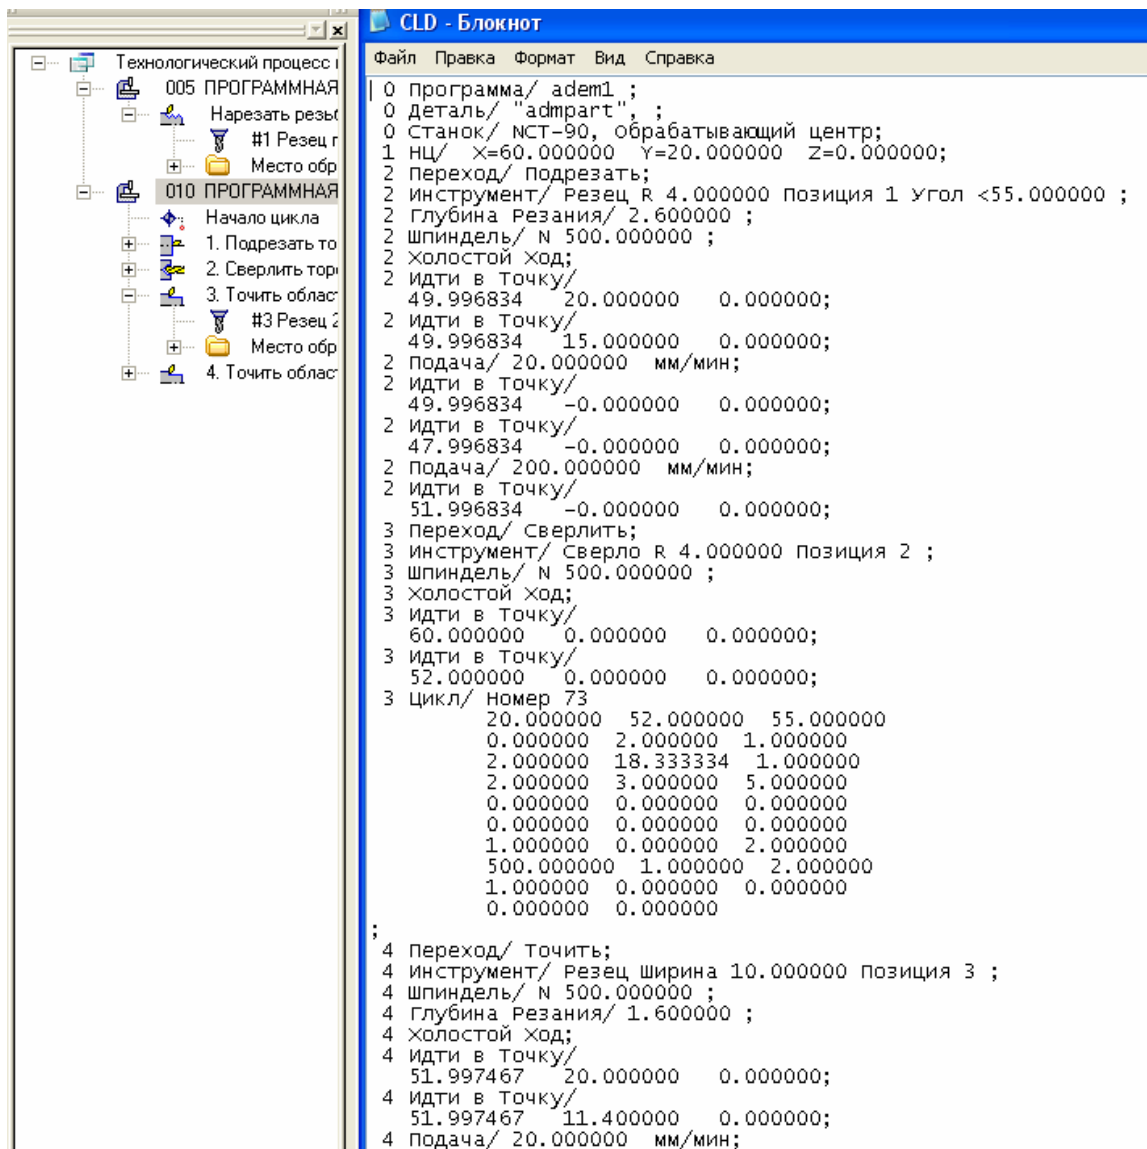 Технологический процесс
005 ПРОГРАММНАЯ
Нарезать
#1 Резец
Место обр
010 ПРОГРАММНАЯ
Начало цикла
1. Подрезать то
2. Сверлить тор
3. Точить облас
#3 Резец 2
Место обр
4. Точить облас
CLD - Блокнот
Файл Правка Формат Вид Справка
0 Программа/ adem1 ;
0 Деталь/ "admpart", ;
0 Станок/ NCT-90, Обрабатывающий центр;
1 НЦ/ X=60.000000 Y=20.000000 Z=0.000000;
2 Переход/ Подрезать;
2 Инструмент/ Резец R 4.000000 Позиция 1 Угол <55.000000 ;
2 Глубина Резания/ 2.600000 ;
2 Шпиндель/ N 500.000000 ;
2 Холостой Ход;
2 Идти в Точку/
49.996834 20.000000 0.000000;
2 Идти в Точку/
49.996834 15.000000 0.000000;
2 Подача/ 20.000000 мм/мин;
2 Идти в Точку/
49.996834 -0.000000 0.000000;
2 Идти в Точку/
47.996834 -0.000000 0.000000;
2 Подача/ 200.000000 мм/мин;
2 Идти в Точку/
51.996834 -0.000000 0.000000;
3 Переход/ Сверлить;
3 Инструмент/ Сверло R 4.000000 Позиция 2 ;
3 Шпиндель/ N 500.000000 ;
3 Холостой Ход;
3 Идти в Точку/
60.000000 0.000000 0.000000;
3 Идти в Точку/
52.000000 0.000000 0.000000;
3 Цикл/ Номер 73
20.000000 52.000000 55.000000
0.000000 2.000000 1.000000
2.000000 18.333334 1.000000
2.000000 3.000000 5.000000
0.000000 0.000000 0.000000
0.000000 0.000000 0.000000
1.000000 0.000000 2.000000
500.000000 1.000000 2.000000
1.000000 0.000000 0.000000
0.000000 0.000000
;
4 Переход/ Точить;
4 Инструмент/ Резец Ширина 10.000000 Позиция 3 ;
4 Шпиндель/ N 500.000000 ;
4 Глубина Резания/ 1.600000 ;
4 Холостой Ход;
4 Идти в Точку/
51.997467 20.000000 0.000000;
4 Идти в Точку/
51.997467 11.400000 0.000000;
4 Подача/ 20.000000 мм/мин;